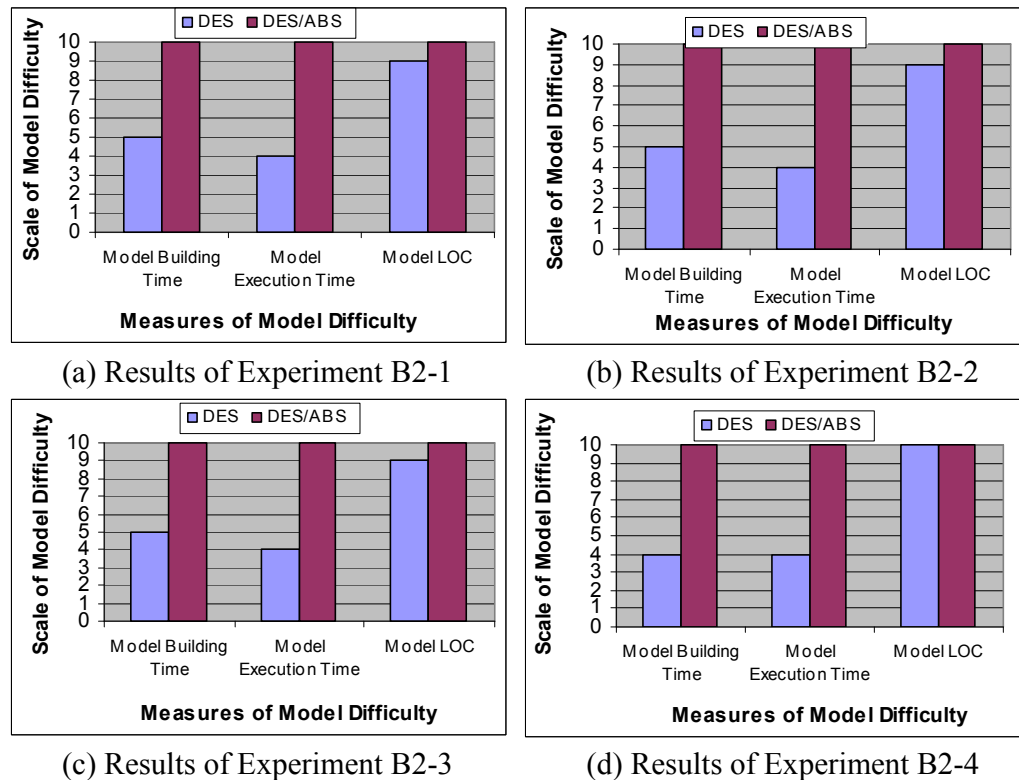 DES DES/ABS
Scale of Model Difficulty
10
9
8
7
6
5
4
3
2
1
0
Model Building Time
Model Execution Time
Model LOC
Measures of Model Difficulty
(a) Results of Experiment B2-1
DES DES/ABS
Scale of Model Difficulty
10
9
8
7
6
5
4
3
2
1
0
Model Building Time
Model Execution Time
Model LOC
Measures of Model Difficulty
(b) Results of Experiment B2-2
DES DES/ABS
Scale of Model Difficulty
10
9
8
7
6
5
4
3
2
1
0
Model Building Time
Model Execution Time
Model LOC
Measures of Model Difficulty
(c) Results of Experiment B2-3
DES DES/ABS
Scale of Model Difficulty
10
9
8
7
6
5
4
3
2
1
0
Model Building Time
Model Execution Time
Model LOC
Measures of Model Difficulty
(d) Results of Experiment B2-4